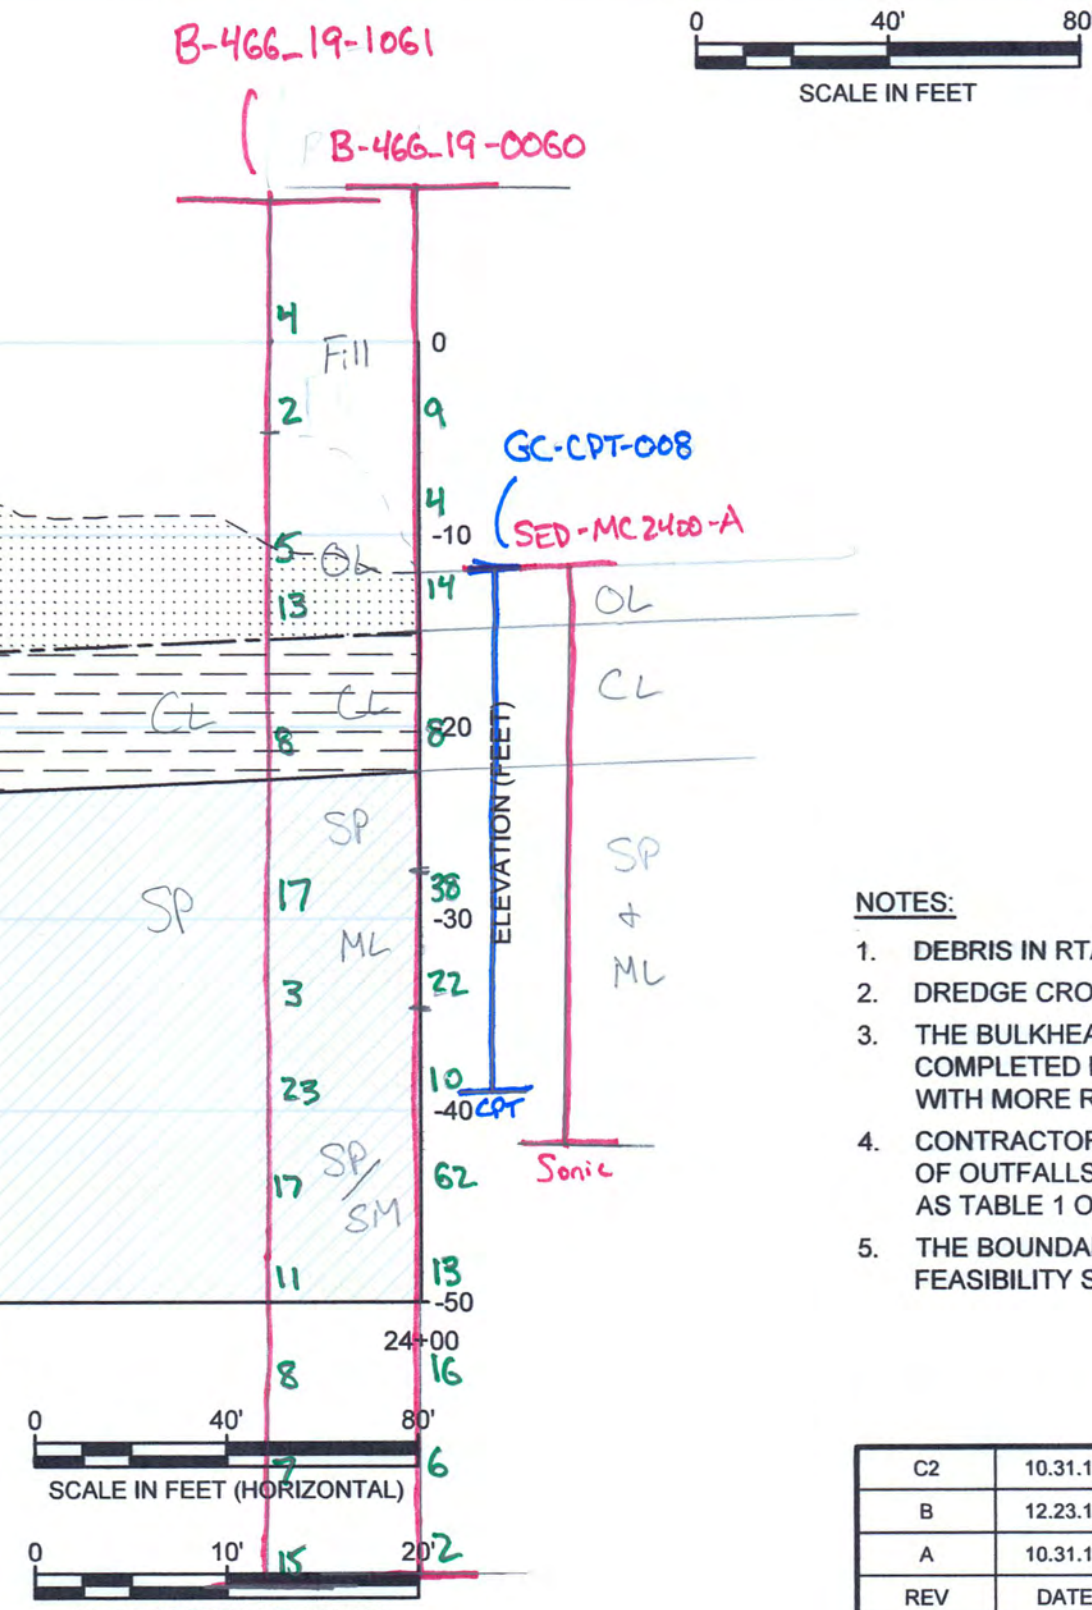 B-466_19-1061
0 40' 80
SCALE IN FEET
B-466_19-0060
4
Fill
0
2
9
GC-CPT-008
4
-10
SED-MC2400-A
5
OL
14
13
OL
CL
CL
CL
8
8
-20
ELEVATION (FEET)
SP
SP
&
ML
17
38
SP
-30
ML
3
22
23
10
-40
CPT
Sonic
17
SP/
SM
62
11
13
-50
24+00
8
16
0 40' 80'
7
6
SCALE IN FEET (HORIZONTAL)
0 10' 20'
15
2
NOTES:
1. DEBRIS IN RT
2. DREDGE CRO
3. THE BULKHEA
COMPLETED
WITH MORE R
4. CONTRACTOR
OF OUTFALLS
AS TABLE 1 O
5. THE BOUNDA
FEASIBILITY S
C2 10.31.1
B 12.23.1
A 10.31.1
REV DATE